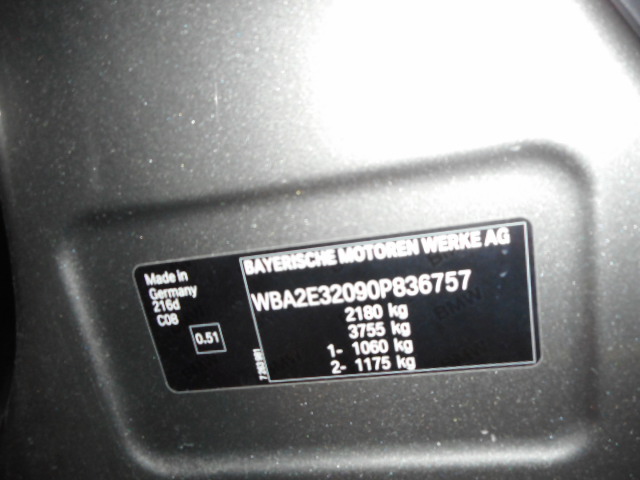 Made in
Germany
216d
C08
0.51
BAYERISCHE MOTOREN WERKE AG
WBA2E32090P836757
2180 kg
3755 kg
1- 1060 kg
2- 1175 kg
BMW